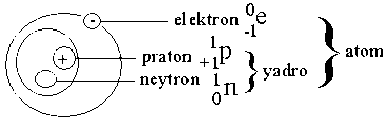 - elektron ⁰₋₁e
+ praton ¹₊₁p } yadro } atom
neytron ¹₀n